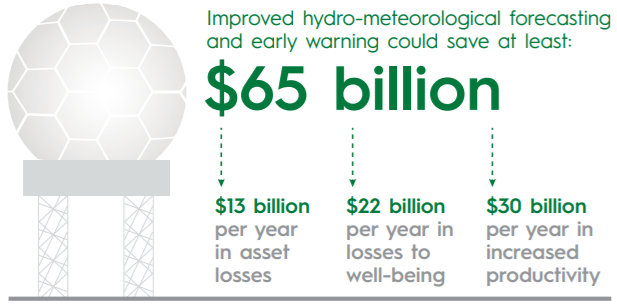 Improved hydro-meteorological forecasting
and early warning could save at least:
$65 billion
$13 billion
per year
in asset
losses
$22 billion
per year in
losses to
well-being
$30 billion
per year in
increased
productivity